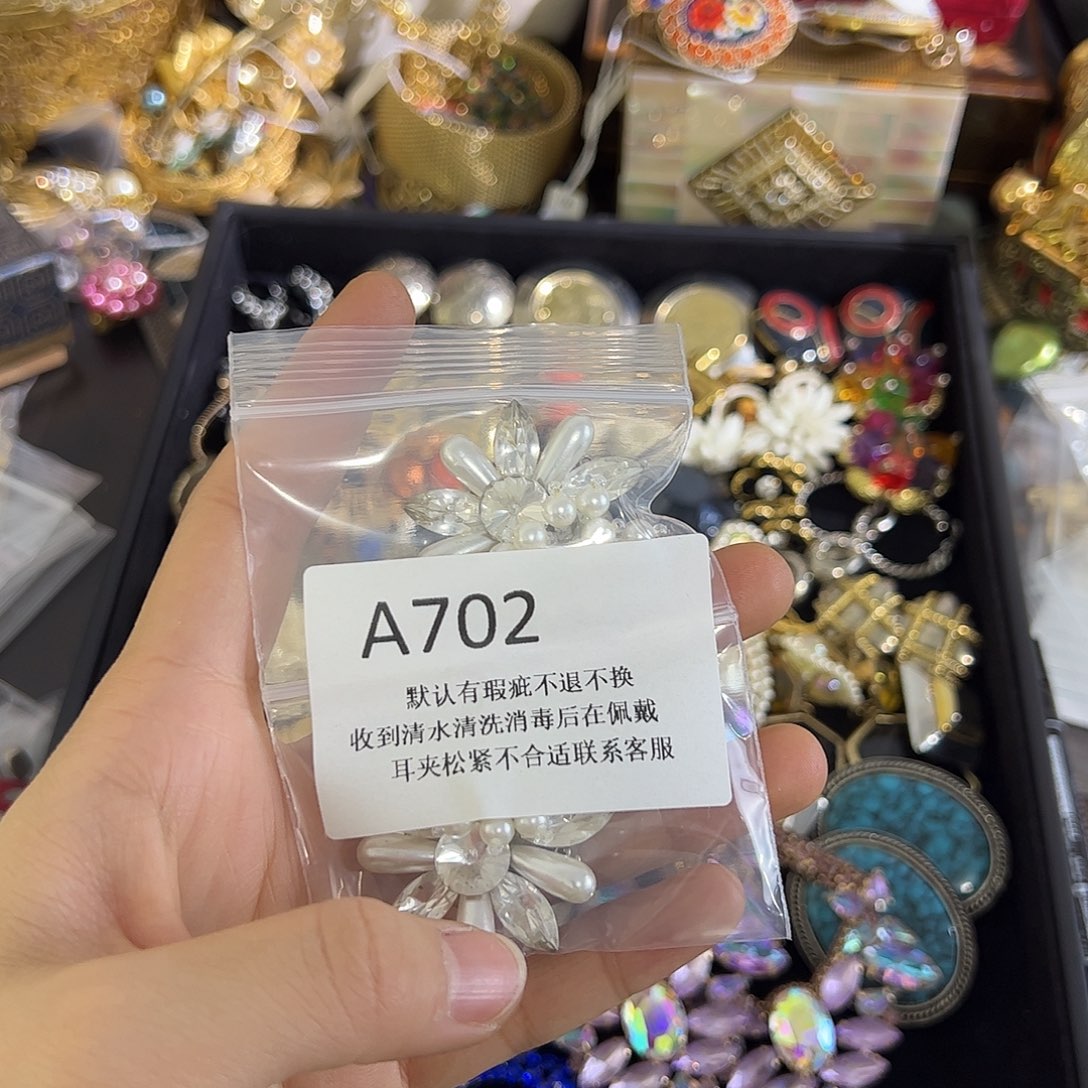 A702
默认有瑕疵不退不换
收到清水清洗消毒后在佩戴
耳夹松紧不合适联系客服